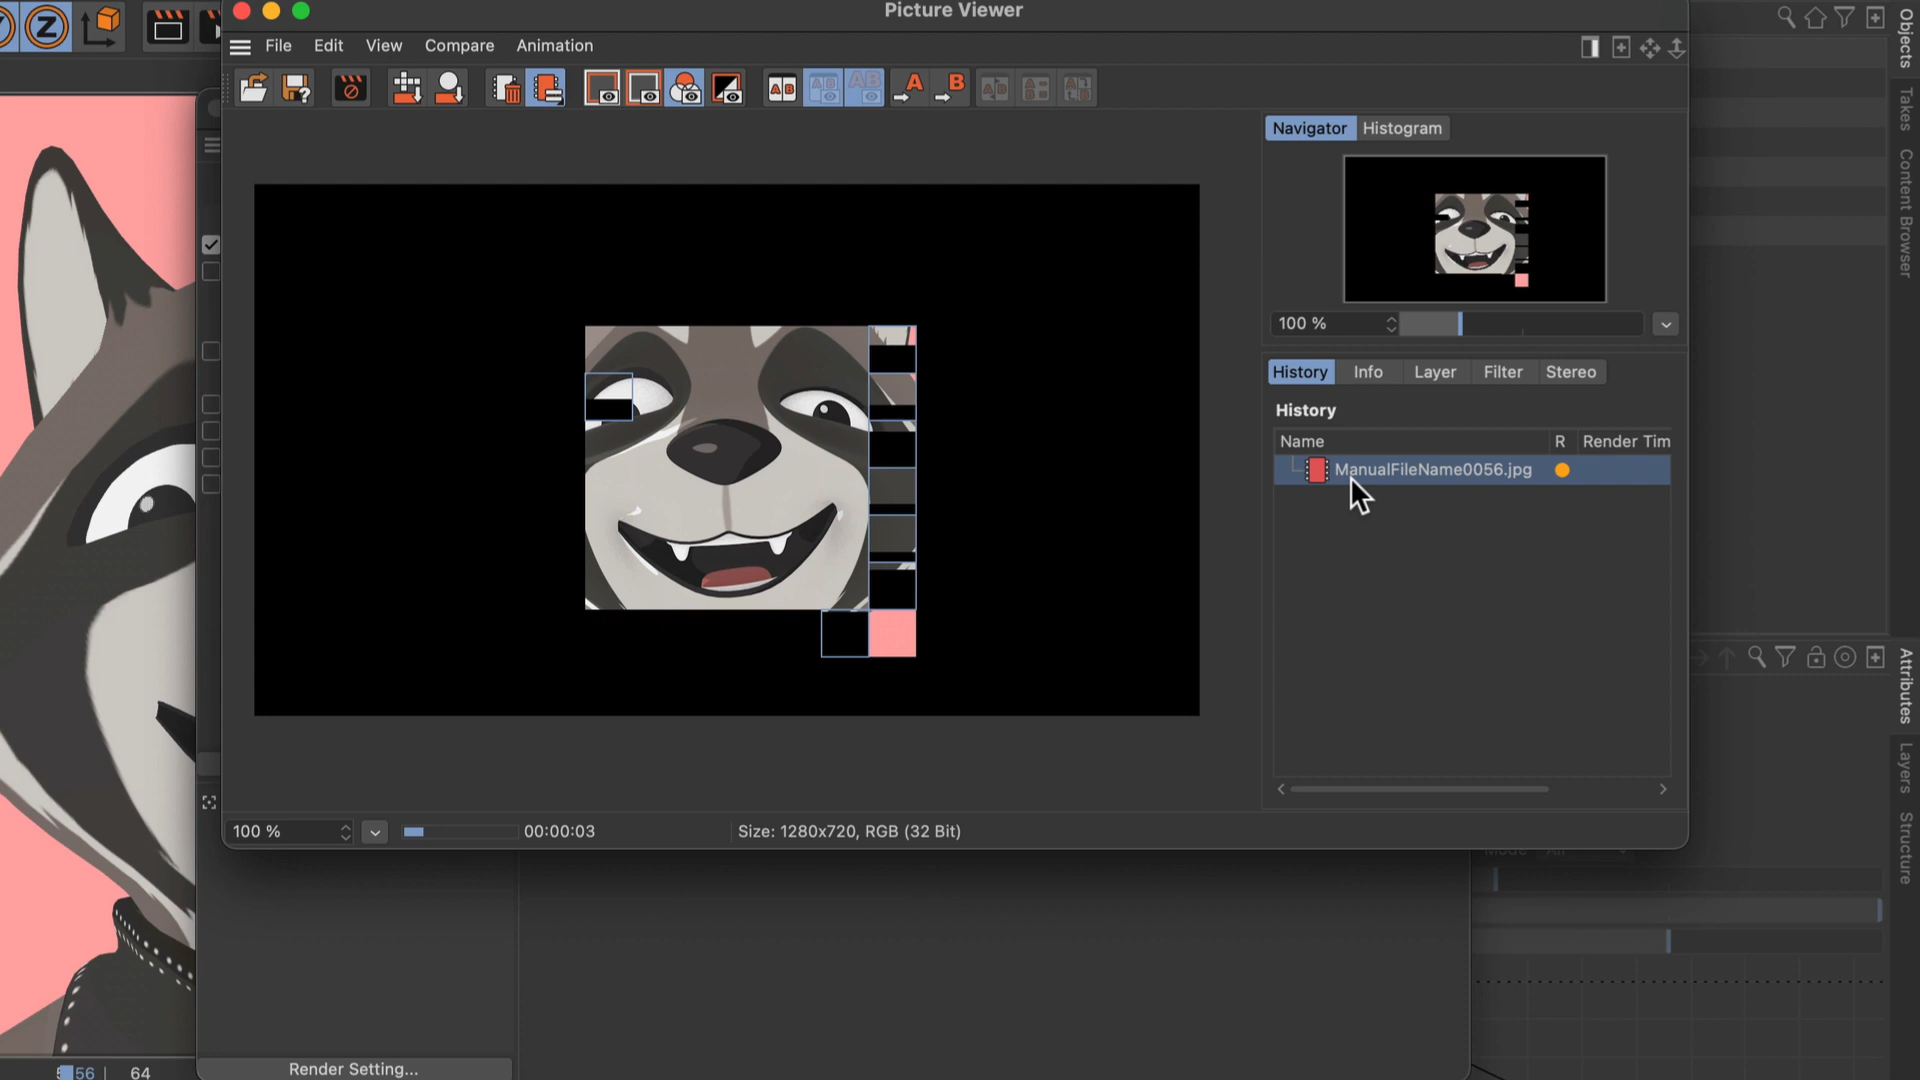 Picture Viewer
File Edit View Compare Animation
A B
A B
A B
A
B
Navigator Histogram
100 %
History Info Layer Filter Stereo
History
Name R Render Tim
ManualFileName0056.jpg
100 %
00:00:03
Size: 1280x720, RGB (32 Bit)
Objects
Takes
Content Browser
Attributes
Layers
Structure
Render Setting...
56
64
Z